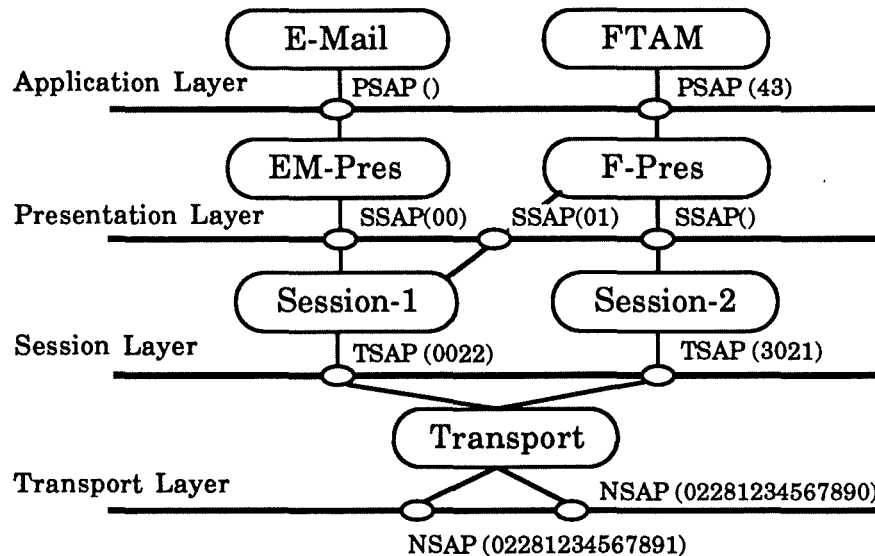 E-Mail FTAM
Application Layer PSAP () PSAP (43)
EM-Pres F-Pres
Presentation Layer SSAP(00) SSAP(01) SSAP()
Session-1 Session-2
Session Layer TSAP (0022) TSAP (3021)
Transport
Transport Layer NSAP (02281234567890)
NSAP (02281234567891)